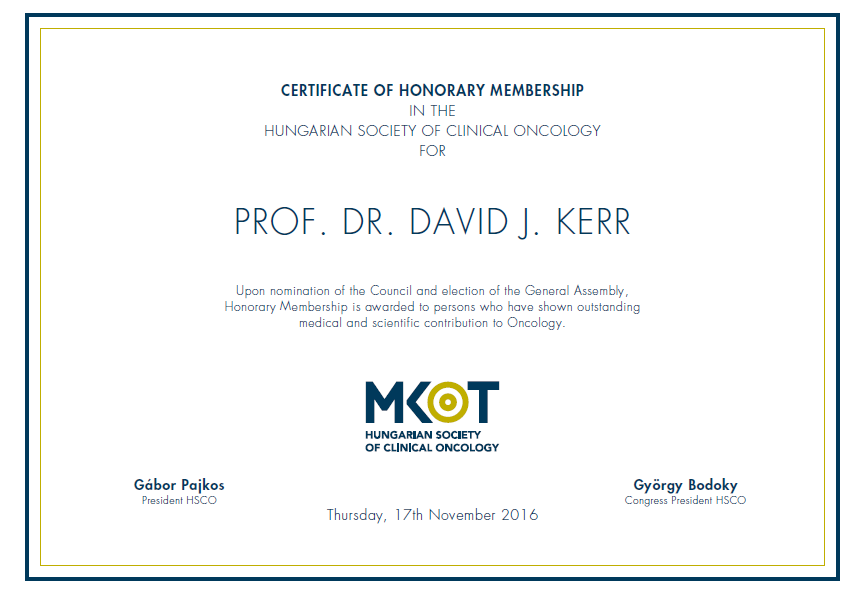 CERTIFICATE OF HONORARY MEMBERSHIP
IN THE
HUNGARIAN SOCIETY OF CLINICAL ONCOLOGY
FOR
PROF. DR. DAVID J. KERR
Upon nomination of the Council and election of the General Assembly,
Honorary Membership is awarded to persons who have shown outstanding
medical and scientific contribution to Oncology.
MKOT
HUNGARIAN SOCIETY
OF CLINICAL ONCOLOGY
Gábor Pajkos
President HSCO
György Bodoky
Congress President HSCO
Thursday, 17th November 2016